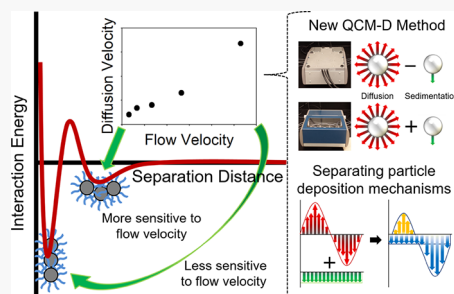 Interaction Energy
Diffusion Velocity
Flow Velocity
Separation Distance
More sensitive to
flow velocity
Less sensitive
to flow velocity
New QCM-D Method
Diffusion
Sedimentation
Separating particle
deposition mechanisms